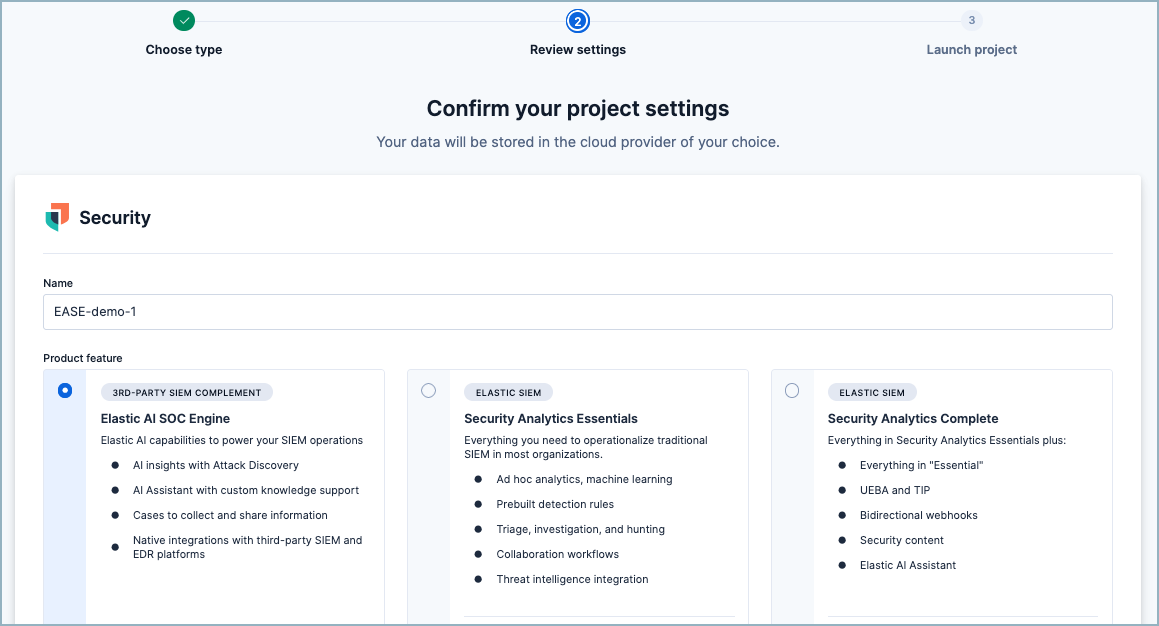 2
3
Choose type
Review settings
Launch project
Confirm your project settings
Your data will be stored in the cloud provider of your choice.
Security
Name
EASE-demo-1
Product feature
3RD-PARTY SIEM COMPLEMENT
Elastic AI SOC Engine
Elastic AI capabilities to power your SIEM operations
AI insights with Attack Discovery
AI Assistant with custom knowledge support
Cases to collect and share information
Native integrations with third-party SIEM and
EDR platforms
ELASTIC SIEM
Security Analytics Essentials
Everything you need to operationalize traditional
SIEM in most organizations.
Ad hoc analytics, machine learning
Prebuilt detection rules
Triage, investigation, and hunting
Collaboration workflows
Threat intelligence integration
ELASTIC SIEM
Security Analytics Complete
Everything in Security Analytics Essentials plus:
Everything in "Essential"
UEBA and TIP
Bidirectional webhooks
Security content
Elastic AI Assistant